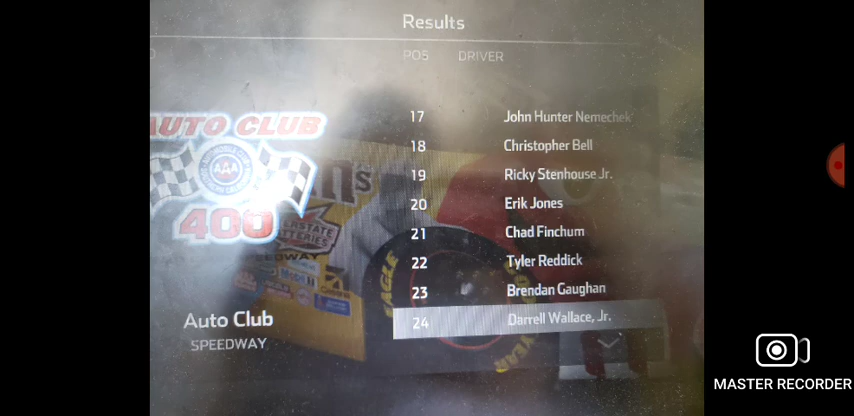 Results
POS DRIVER
17 John Hunter Nemechek
18 Christopher Bell
19 Ricky Stenhouse Jr.
20 Erik Jones
21 Chad Finchum
22 Tyler Reddick
23 Brendan Gaughan
24 Darrell Wallace, Jr.
AUTO CLUB
AAA
400
Auto Club
SPEEDWAY
EAGLE
MASTER RECORDER